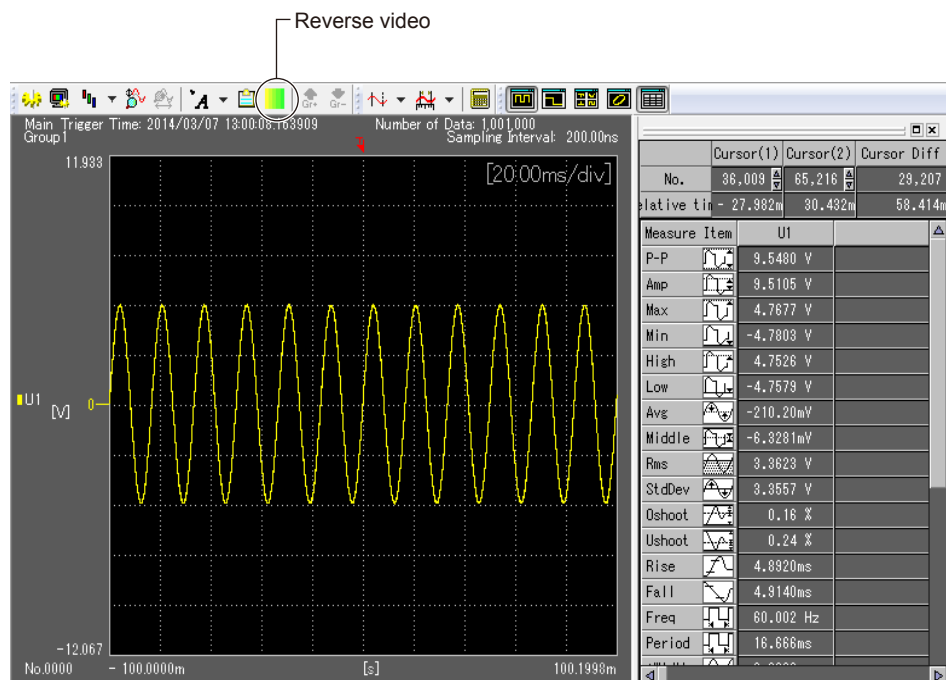 Reverse video
A
Gr+ Gr-
Main Trigger Time: 2014/03/07 13:00:08.163909 Number of Data: 1,001,000
Group1 Sampling Interval: 200.00ns
11.933 [20.00ms/div]
U1 [V] 0
-12.067
No.0000 - 100.0000m [s] 100.1998m
Cursor(1) Cursor(2) Cursor Diff
No. 36,009 65,216 29,207
elative tim - 27.982m 30.432m 58.414m
Measure Item U1
P-P 9.5480 V
Amp 9.5105 V
Max 4.7677 V
Min -4.7803 V
High 4.7526 V
Low -4.7579 V
Avg -210.20mV
Middle -6.3281mV
Rms 3.3623 V
StdDev 3.3557 V
Oshoot 0.16 %
Ushoot 0.24 %
Rise 4.8920ms
Fall 4.9140ms
Freq 60.002 Hz
Period 16.666ms